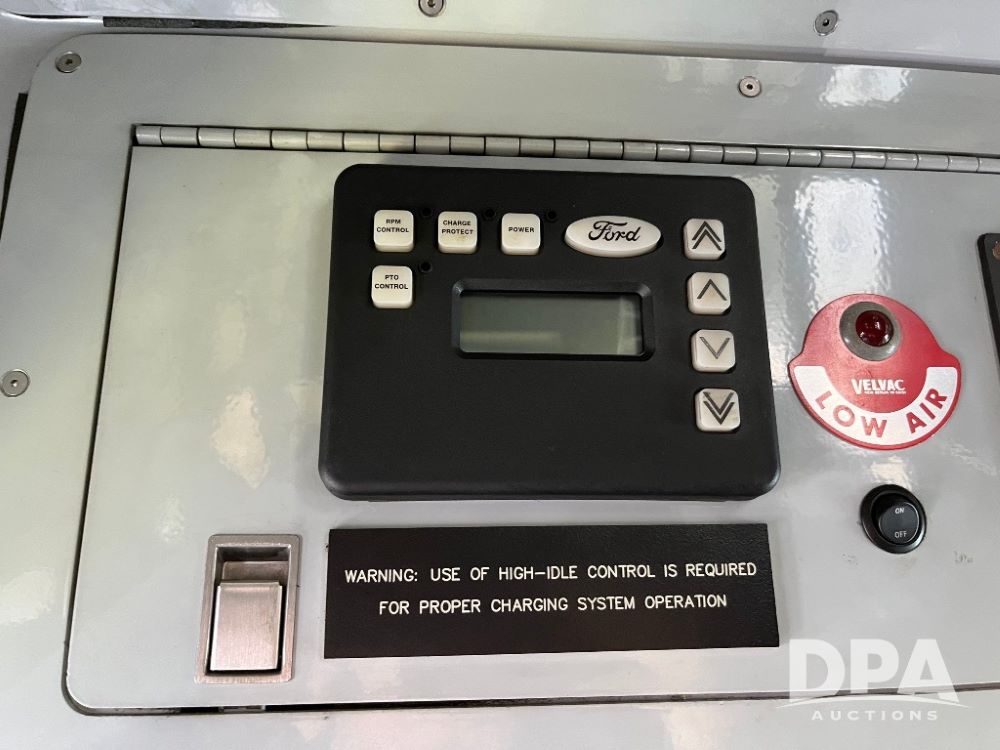 RPM
CONTROL
CHARGE
PROTECT
POWER
Ford
PTO
CONTROL
VELVAC
LOW AIR
ON
OFF
WARNING: USE OF HIGH-IDLE CONTROL IS REQUIRED
FOR PROPER CHARGING SYSTEM OPERATION
DPA
AUCTIONS